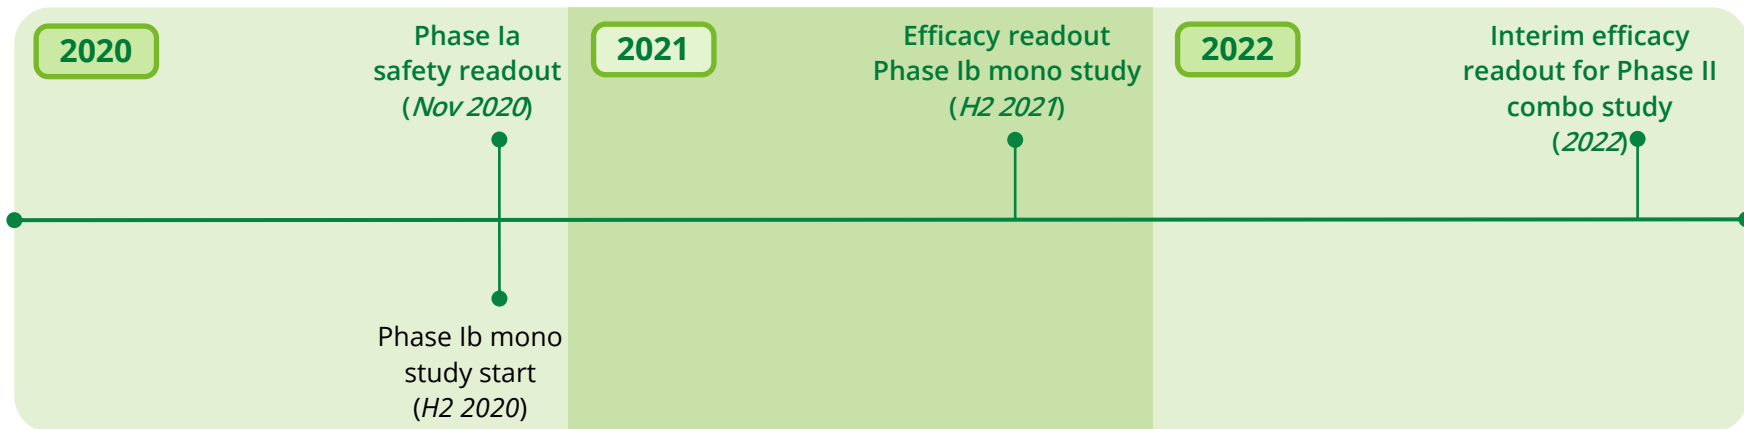 2020
Phase Ia
safety readout
(Nov 2020)
2021
Efficacy readout
Phase Ib mono study
(H2 2021)
2022
Interim efficacy
readout for Phase II
combo study
(2022)
Phase Ib mono
study start
(H2 2020)